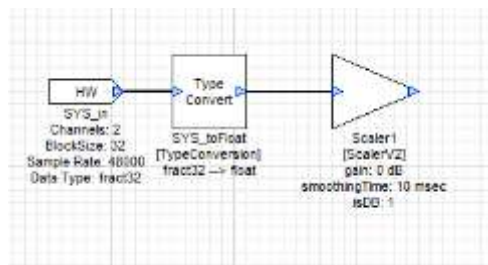 HW
SYS_in
Channels: 2
BlockSize: 32
Sample Rate: 48000
Data Type: fract32
Type
Convert
SYS_toFloat
[TypeConversion]
fract32 --> float
Scaler1
[ScalerV2]
gain: 0 dB
smoothingTime: 10 msec
isDB: 1